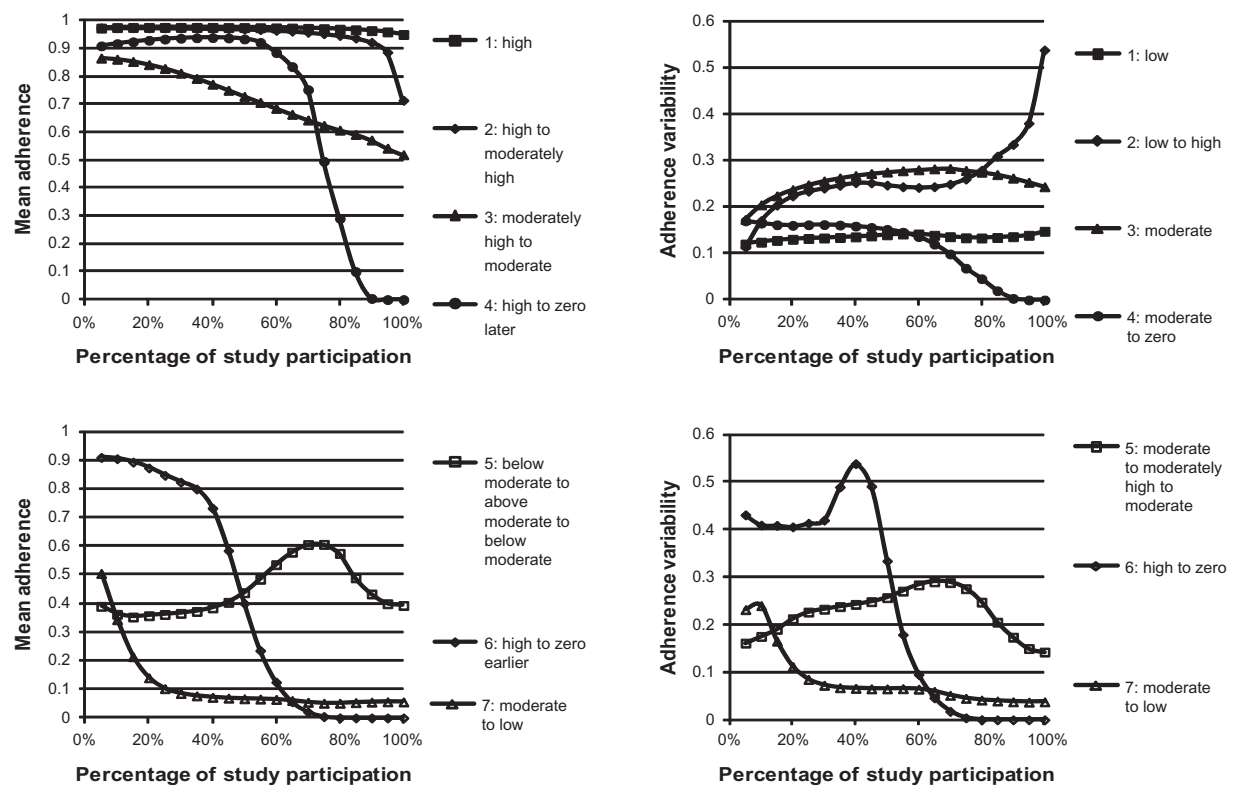 Mean adherence
1
0.9
0.8
0.7
0.6
0.5
0.4
0.3
0.2
0.1
0
0% 20% 40% 60% 80% 100%
Percentage of study participation
1: high
2: high to
moderately
high
3: moderately
high to
moderate
4: high to zero
later
Adherence variability
0.6
0.5
0.4
0.3
0.2
0.1
0
0% 20% 40% 60% 80% 100%
Percentage of study participation
1: low
2: low to high
3: moderate
4: moderate
to zero
Mean adherence
1
0.9
0.8
0.7
0.6
0.5
0.4
0.3
0.2
0.1
0
0% 20% 40% 60% 80% 100%
Percentage of study participation
5: below
moderate to
above
moderate to
below
moderate
6: high to zero
earlier
7: moderate
to low
Adherence variability
0.6
0.5
0.4
0.3
0.2
0.1
0
0% 20% 40% 60% 80% 100%
Percentage of study participation
5: moderate
to moderately
high to
moderate
6: high to zero
7: moderate
to low